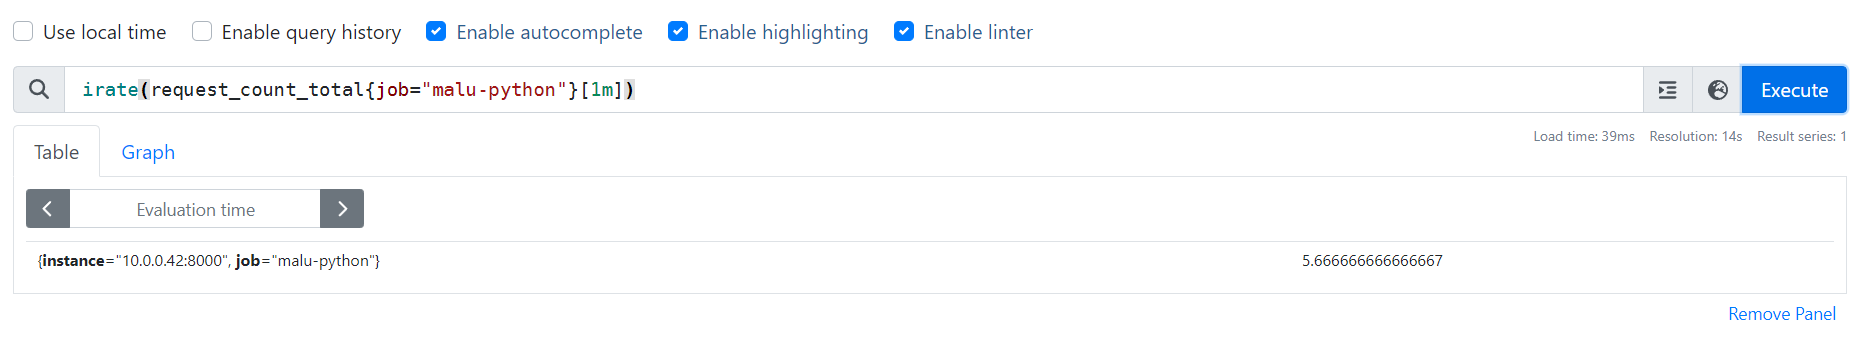 Use local time Enable query history Enable autocomplete Enable highlighting Enable linter
irate(request_count_total{job="malu-python"}[1m]) Execute
Load time: 39ms Resolution: 14s Result series: 1
Table Graph
Evaluation time
{instance="10.0.0.42:8000", job="malu-python"} 5.666666666666667
Remove Panel